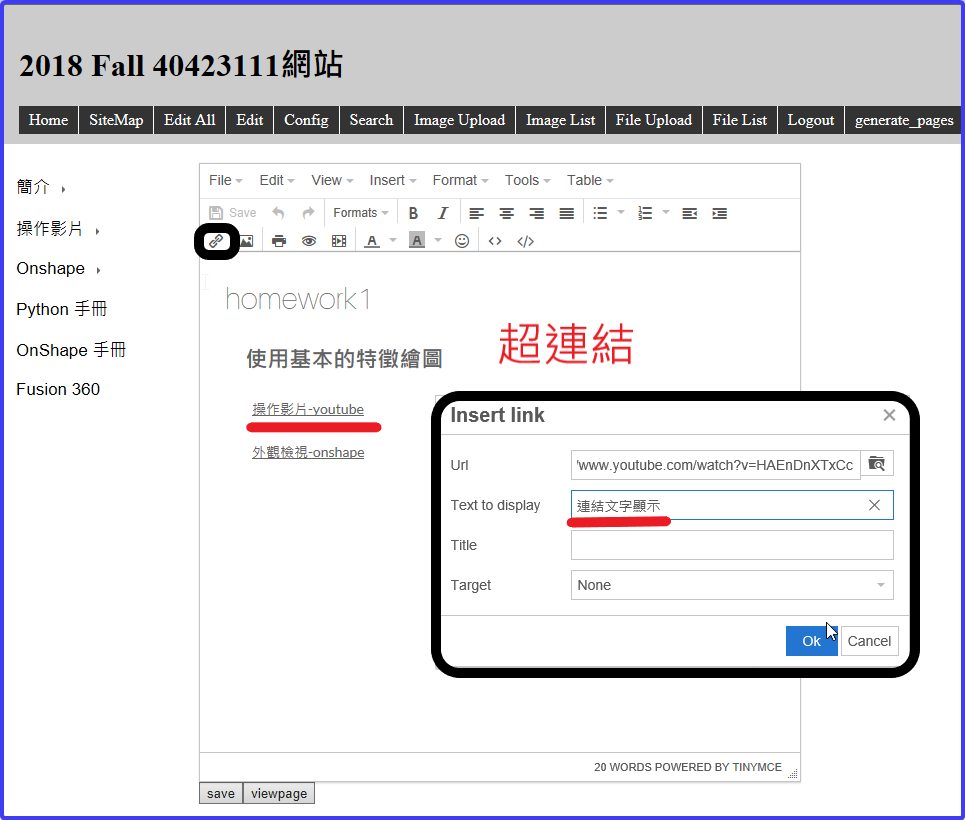 2018 Fall 40423111網站
Home SiteMap Edit All Edit Config Search Image Upload Image List File Upload File List Logout generate_pages
簡介
操作影片
Onshape
Python 手冊
OnShape 手冊
Fusion 360
File Edit View Insert Format Tools Table
Save Formats B I
A A
homework1
超連結
使用基本的特徵繪圖
操作影片-youtube
外觀檢視-onshape
Insert link
Url /www.youtube.com/watch?v=HAEnDnXTxCc
Text to display 連結文字顯示
Title
Target None
Ok Cancel
20 WORDS POWERED BY TINYMCE
save viewpage